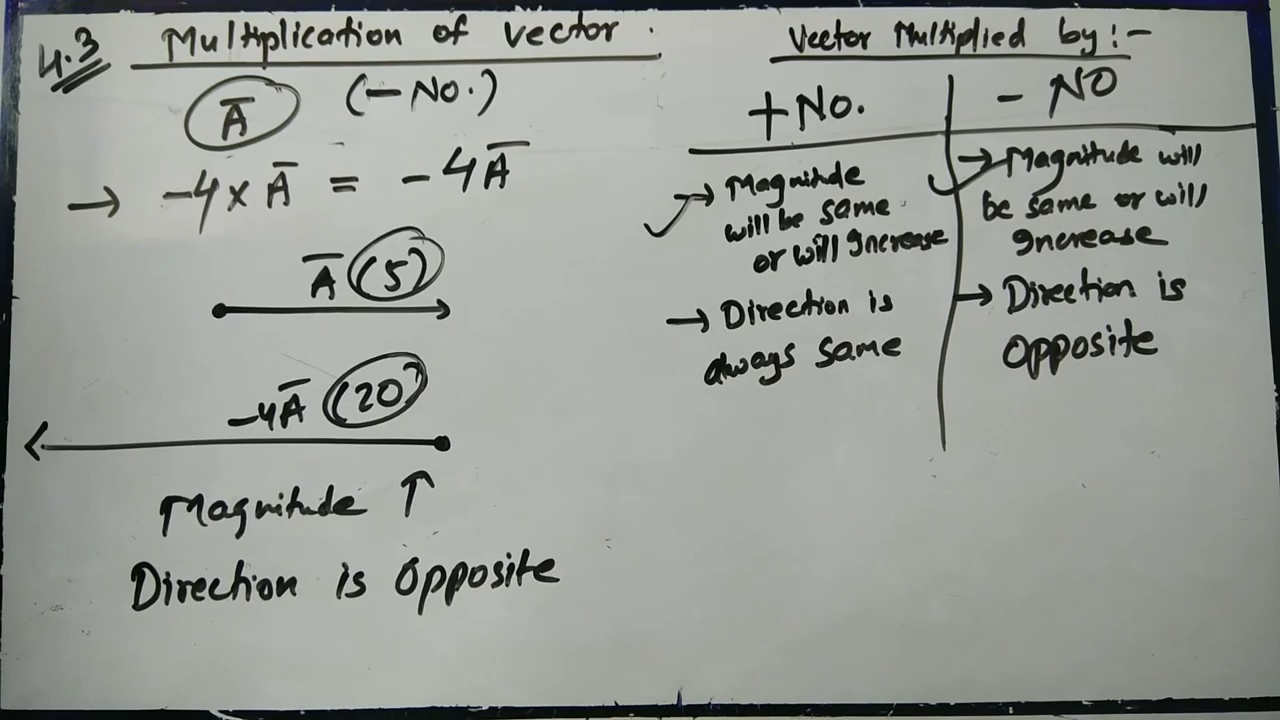 4.3 Multiplication of vector.
A̅ (- No.)
→ -4 × A̅ = -4A̅
A̅ (5)
-4A̅ (20)
Magnitude ↑
Direction is opposite
Vector Multiplied by :-
+ No.
→ Magnitude
will be same
or will Increase
→ Direction is
always same
- NO
→ Magnitude will
be same or will
Increase
→ Direction is
opposite